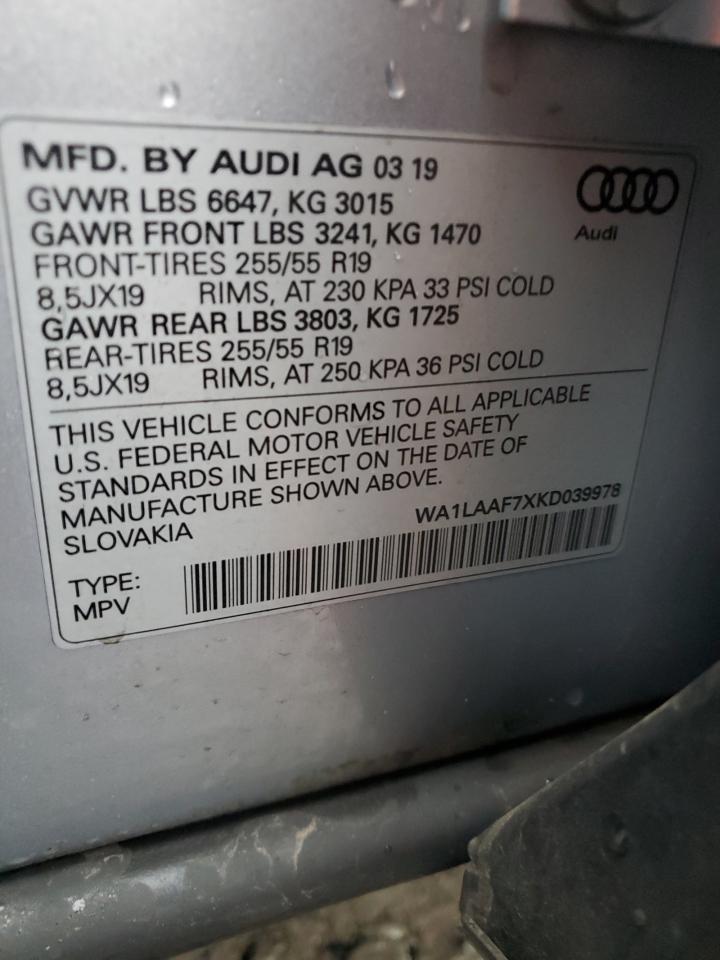 MFD. BY AUDI AG 03 19
GVWR LBS 6647, KG 3015
GAWR FRONT LBS 3241, KG 1470
Audi
FRONT-TIRES 255/55 R19
8,5JX19 RIMS, AT 230 KPA 33 PSI COLD
GAWR REAR LBS 3803, KG 1725
REAR-TIRES 255/55 R19
8,5JX19 RIMS, AT 250 KPA 36 PSI COLD
THIS VEHICLE CONFORMS TO ALL APPLICABLE
U.S. FEDERAL MOTOR VEHICLE SAFETY
STANDARDS IN EFFECT ON THE DATE OF
MANUFACTURE SHOWN ABOVE.
SLOVAKIA WA1LAAF7XKD039978
TYPE:
MPV